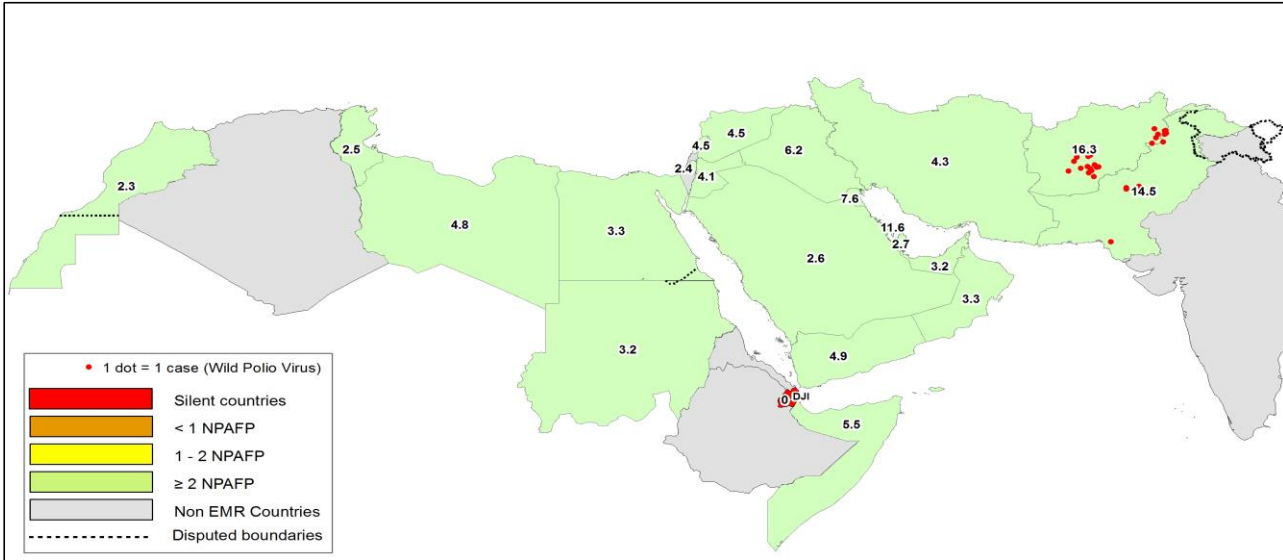 4.5
4.5
6.2
16.3
2.5
2.4
4.1
4.3
2.3
7.6
14.5
4.8
3.3
11.6
2.7
2.6
3.2
3.3
3.2
4.9
0
DJI
5.5
1 dot = 1 case (Wild Polio Virus)
Silent countries
< 1 NPAFP
1 - 2 NPAFP
≥ 2 NPAFP
Non EMR Countries
Disputed boundaries